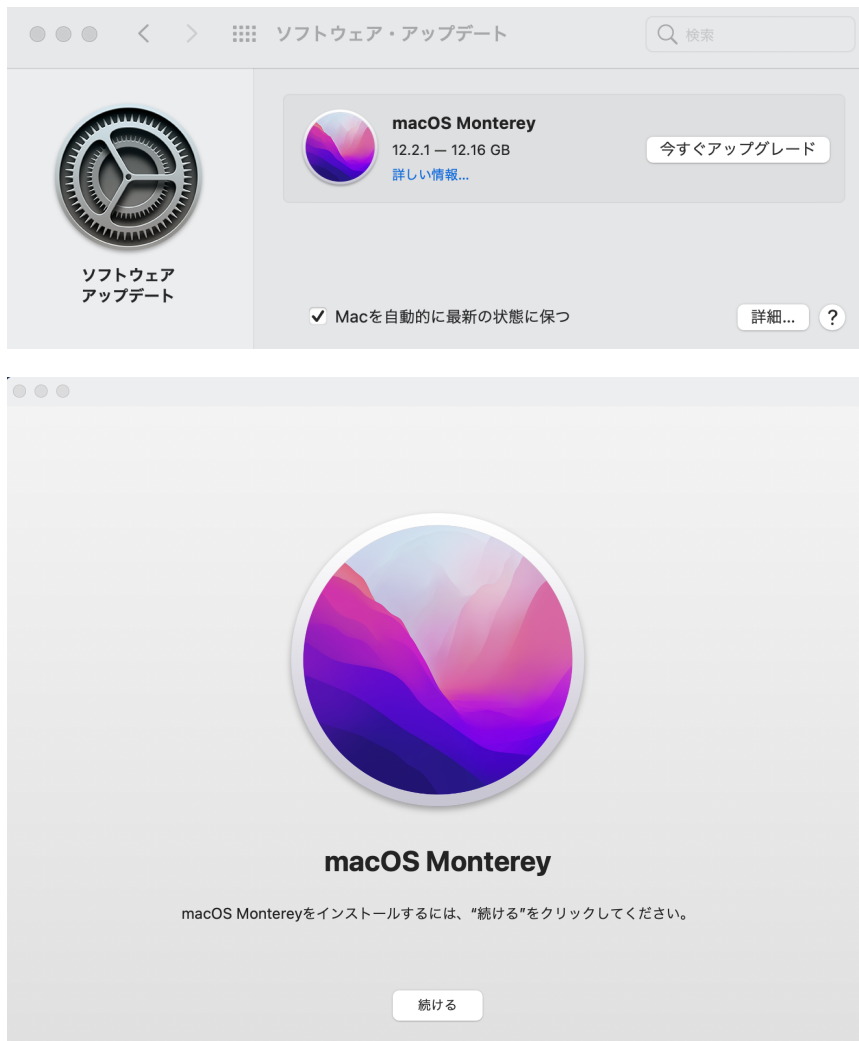 ソフトウェア・アップデート
検索
macOS Monterey
12.2.1 — 12.16 GB
詳しい情報...
今すぐアップグレード
ソフトウェア
アップデート
Macを自動的に最新の状態に保つ
詳細...
?
macOS Monterey
macOS Montereyをインストールするには、“続ける”をクリックしてください。
続ける